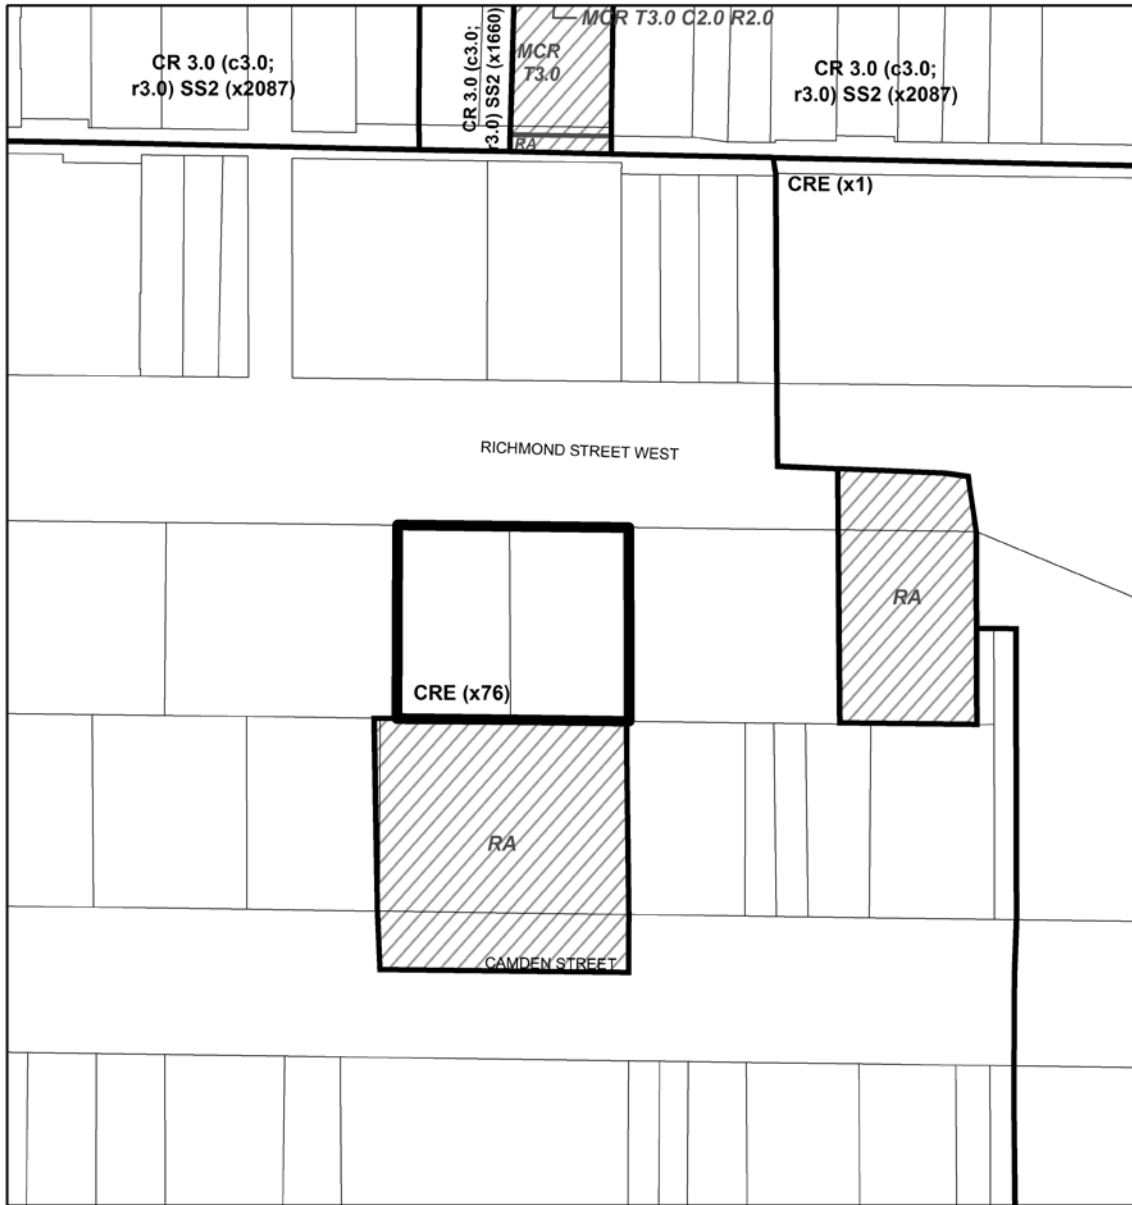 MCR T3.0 C2.0 R2.0
CR 3.0 (c3.0;
r3.0) SS2 (x2087)
CR 3.0 (c3.0;
r3.0) SS2 (x1660)
MCR
T3.0
RA
CR 3.0 (c3.0;
r3.0) SS2 (x2087)
CRE (x1)
RICHMOND STREET WEST
RA
CRE (x76)
RA
CAMDEN STREET